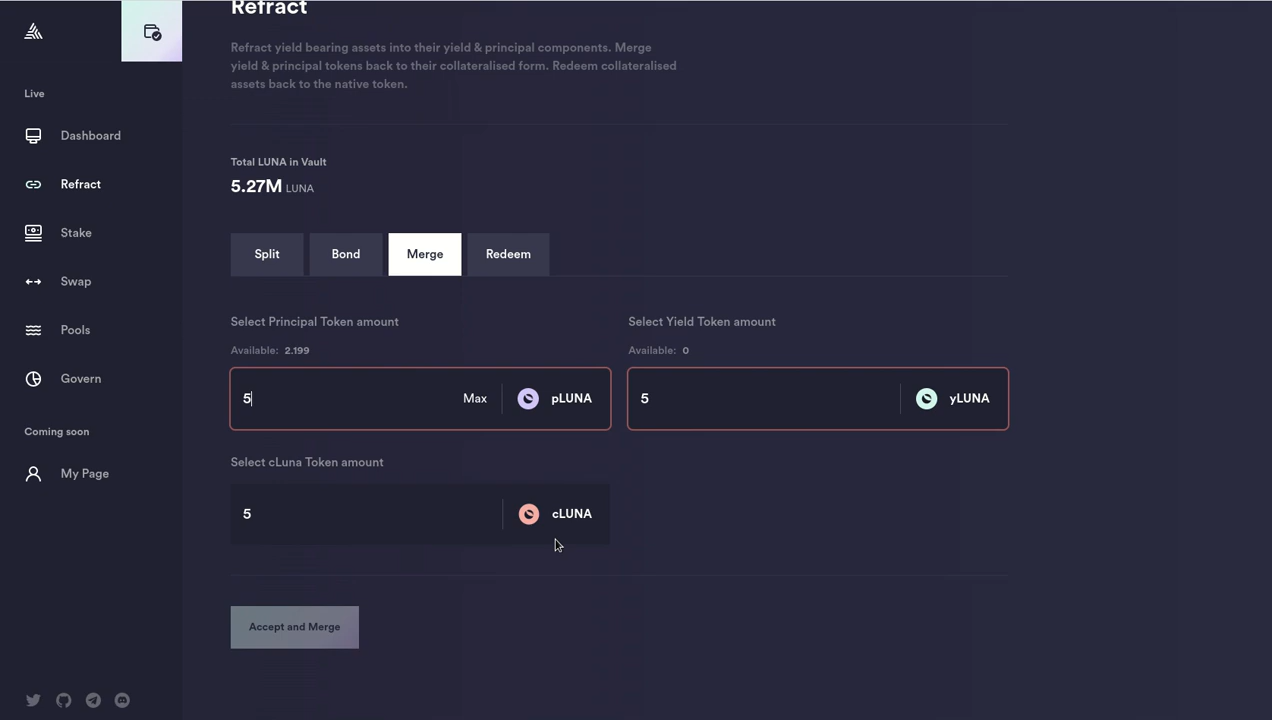 Refract
Refract yield bearing assets into their yield & principal components. Merge
yield & principal tokens back to their collateralised form. Redeem collateralised
assets back to the native token.
Live
Dashboard
Refract
Stake
Swap
Pools
Govern
Coming soon
My Page
Total LUNA in Vault
5.27M LUNA
Split Bond Merge Redeem
Select Principal Token amount
Available: 2.199
5 Max pLUNA
Select Yield Token amount
Available: 0
5 yLUNA
Select cLuna Token amount
5 cLUNA
Accept and Merge